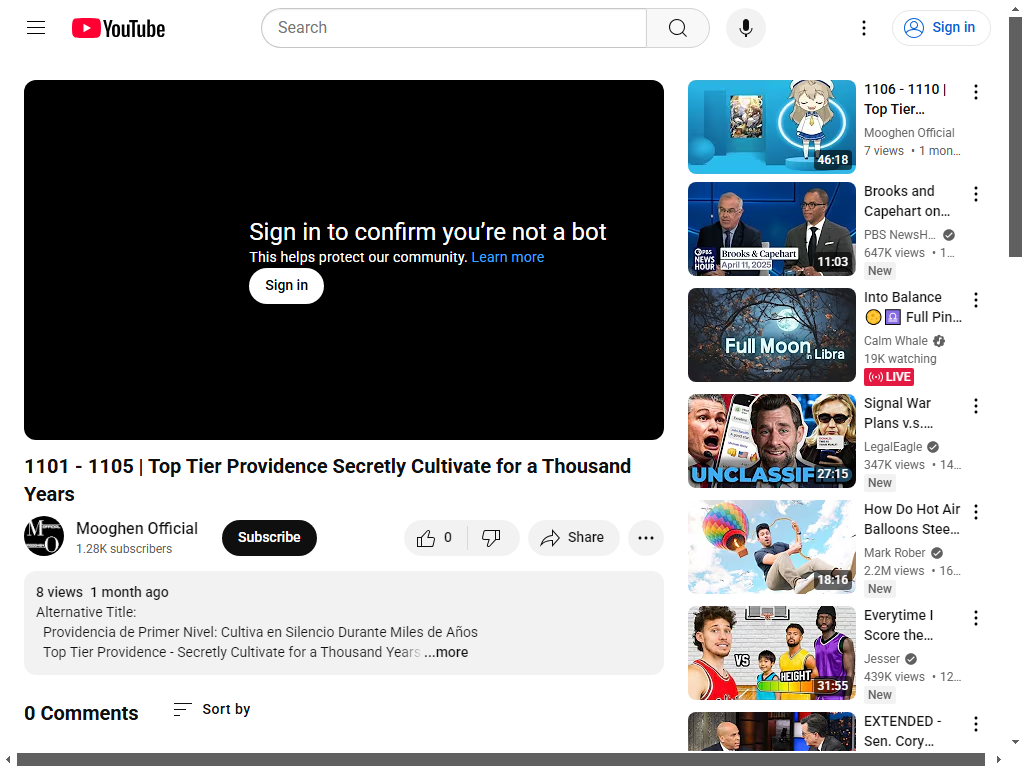 YouTube
Search
Sign in
Sign in to confirm you're not a bot
This helps protect our community. Learn more
Sign in
1101 - 1105 | Top Tier Providence Secretly Cultivate for a Thousand
Years
Mooghen Official
1.28K subscribers
Subscribe
0
Share
8 views 1 month ago
Alternative Title:
Providencia de Primer Nivel: Cultiva en Silencio Durante Miles de Años
Top Tier Providence - Secretly Cultivate for a Thousand Years ...more
0 Comments
Sort by
46:18
1106 - 1110 |
Top Tier…
Mooghen Official
7 views • 1 mon…
PBS
NEWS
HOUR
Brooks & Capehart
April 11, 2025
11:03
Brooks and
Capehart on…
PBS NewsH…
647K views • 1…
New
Full Moon
in Libra
Into Balance
Full Pin…
Calm Whale
19K watching
LIVE
UNCLASSIFIED
27:15
Signal War
Plans v.s.…
LegalEagle
347K views • 14…
New
18:16
How Do Hot Air
Balloons Stee…
Mark Rober
2.2M views • 16…
New
VS
HEIGHT
31:55
Everytime I
Score the…
Jesser
439K views • 12…
New
EXTENDED -
Sen. Cory…